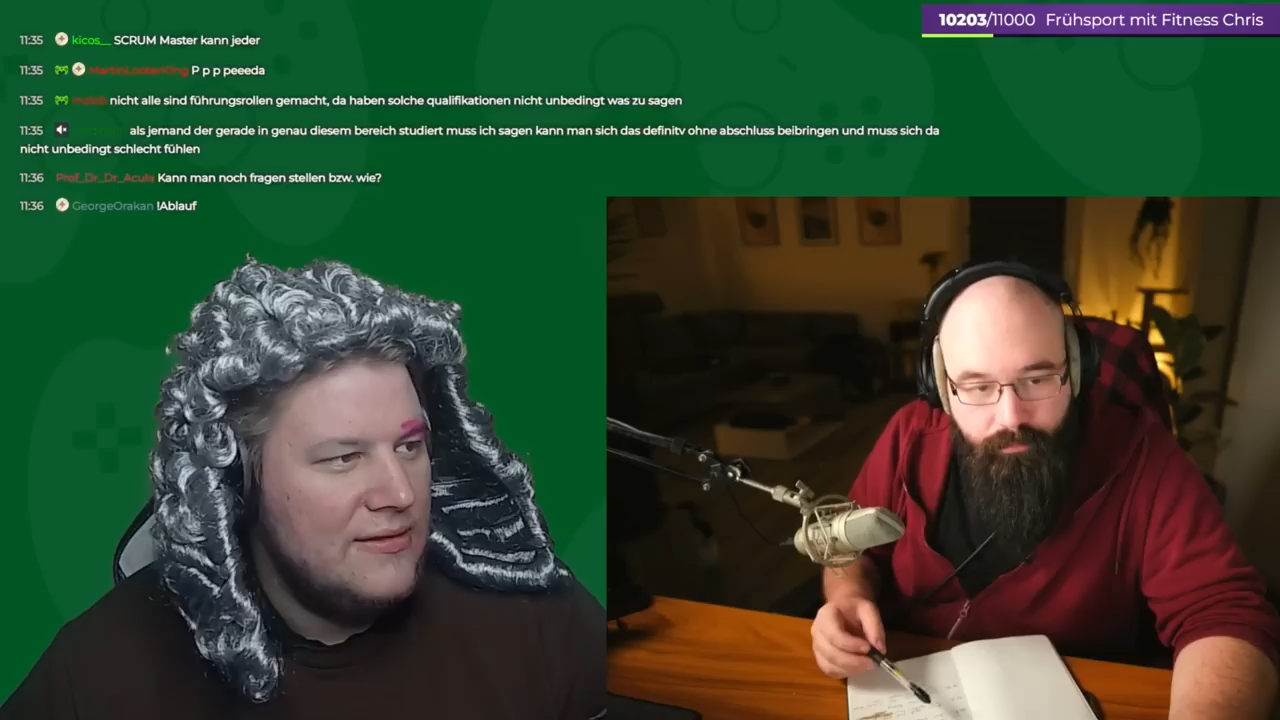 10203/11000 Frühsport mit Fitness Chris
11:35 kicos__ SCRUM Master kann jeder
11:35 MartinLooterKing P p p peeeda
11:35 nicht alle sind führungsrollen gemacht, da haben solche qualifikationen nicht unbedingt was zu sagen
11:35 als jemand der gerade in genau diesem bereich studiert muss ich sagen kann man sich das definitv ohne abschluss beibringen und muss sich da
nicht unbedingt schlecht fühlen
11:36 Prof_Dr_Dr_Acula Kann man noch fragen stellen bzw. wie?
11:36 GeorgeOrakan !Ablauf